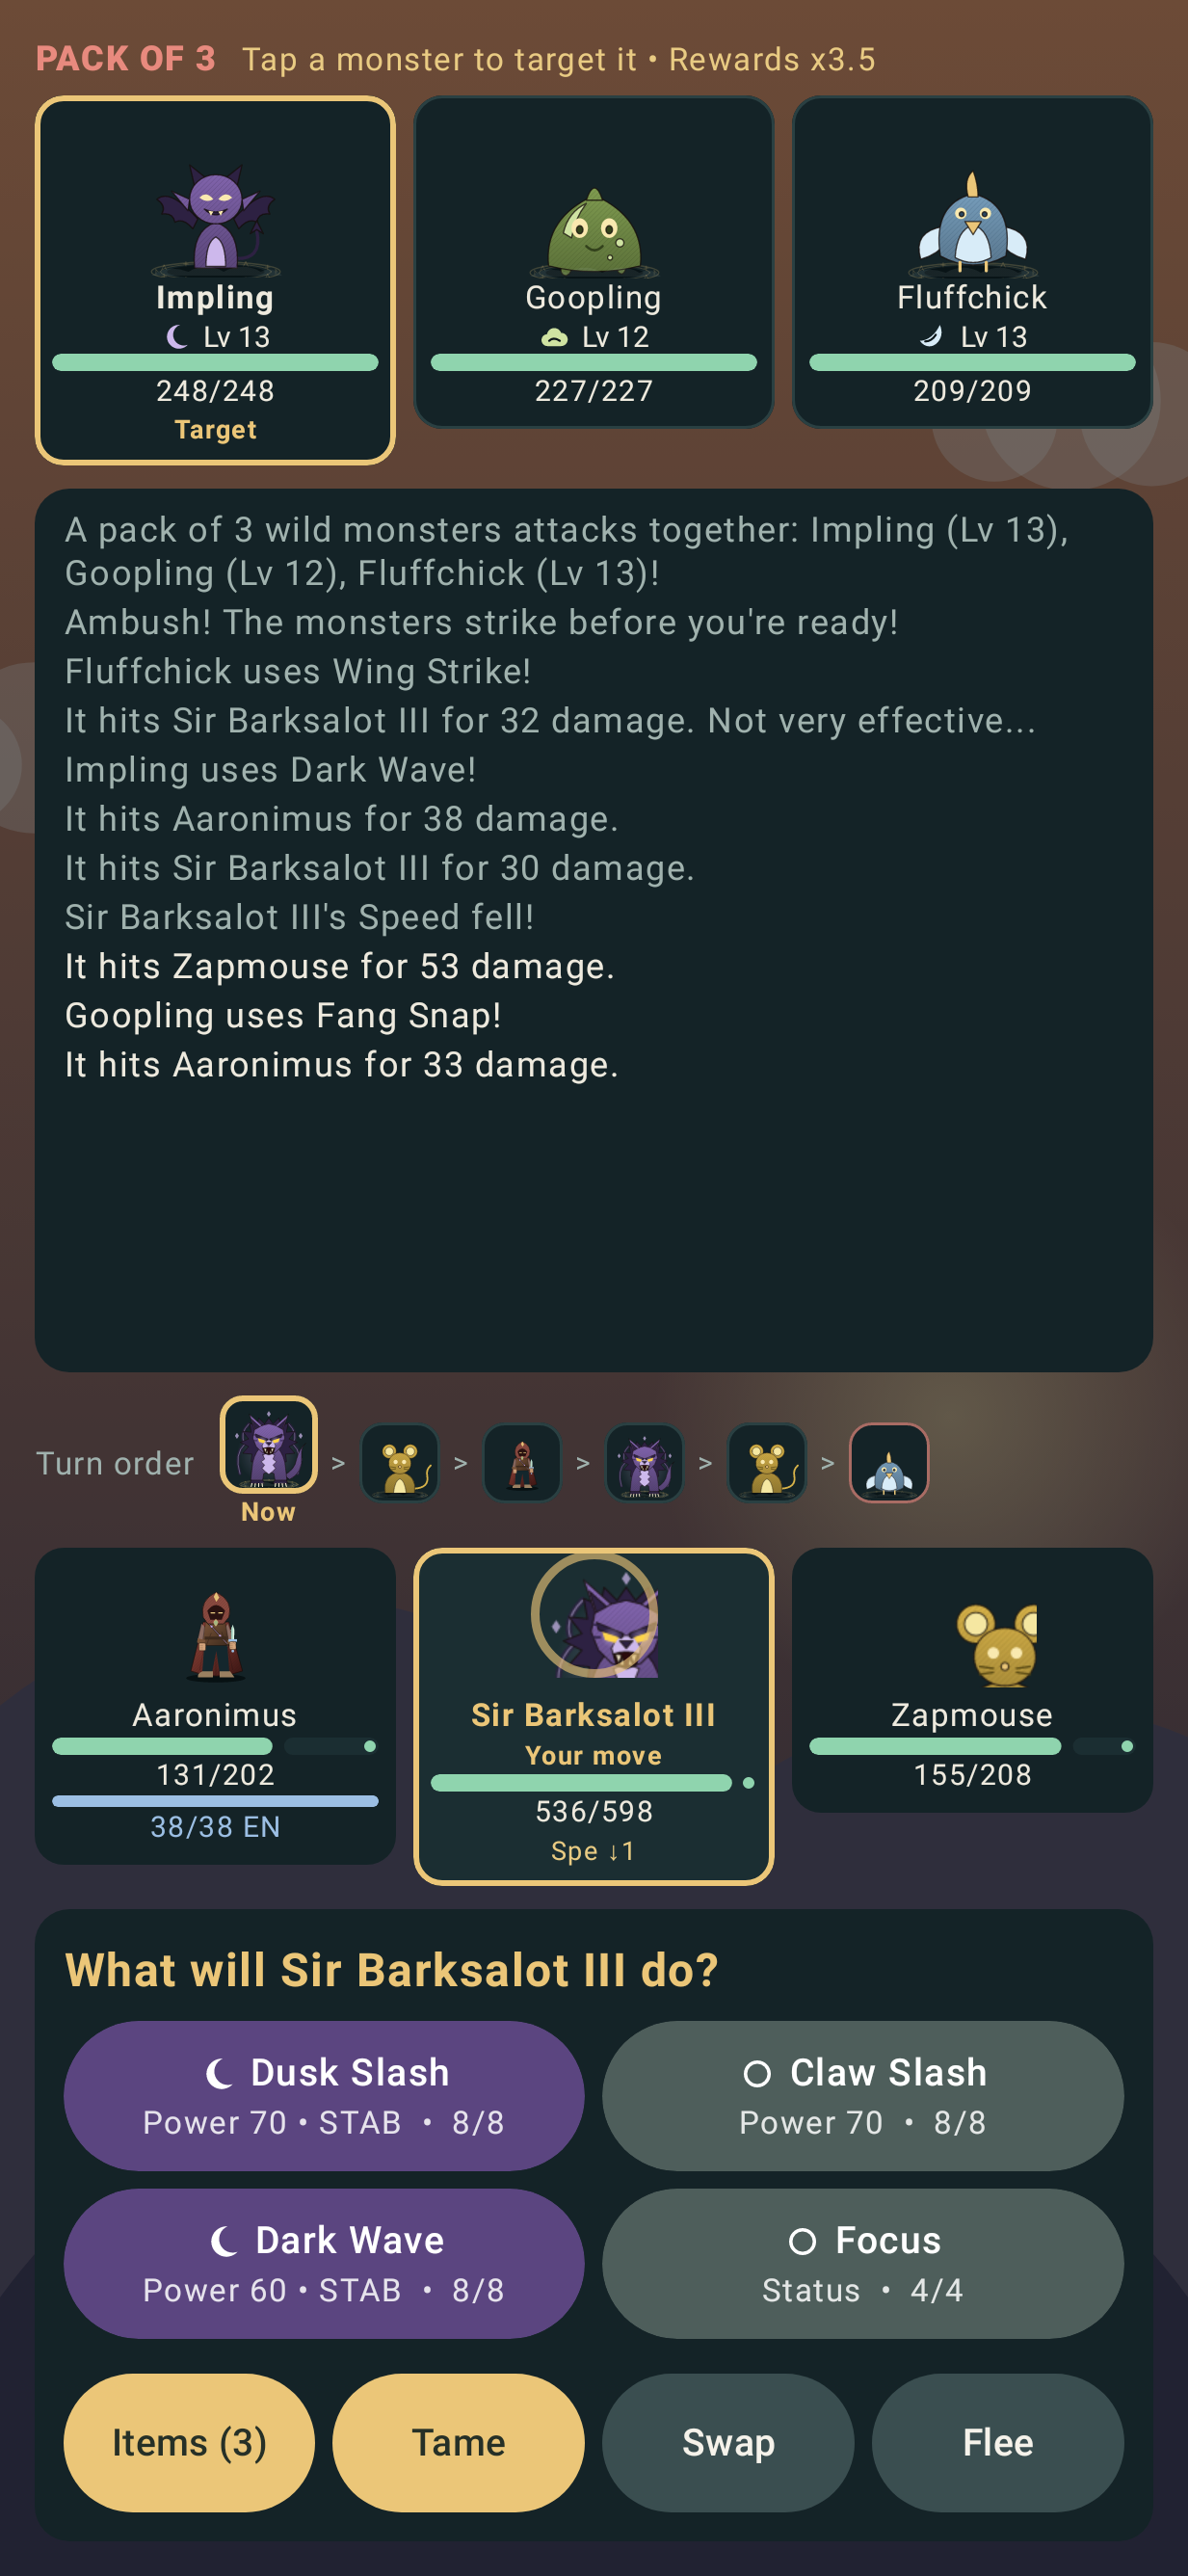 PACK OF 3 Tap a monster to target it • Rewards x3.5
Impling
Lv 13
248/248
Target
Goopling
Lv 12
227/227
Fluffchick
Lv 13
209/209
A pack of 3 wild monsters attacks together: Impling (Lv 13),
Goopling (Lv 12), Fluffchick (Lv 13)!
Ambush! The monsters strike before you're ready!
Fluffchick uses Wing Strike!
It hits Sir Barksalot III for 32 damage. Not very effective...
Impling uses Dark Wave!
It hits Aaronimus for 38 damage.
It hits Sir Barksalot III for 30 damage.
Sir Barksalot III's Speed fell!
It hits Zapmouse for 53 damage.
Goopling uses Fang Snap!
It hits Aaronimus for 33 damage.
Turn order > > > > >
Now
Aaronimus
131/202
38/38 EN
Sir Barksalot III
Your move
536/598
Spe ↓1
Zapmouse
155/208
What will Sir Barksalot III do?
Dusk Slash
Power 70 • STAB • 8/8
Claw Slash
Power 70 • 8/8
Dark Wave
Power 60 • STAB • 8/8
Focus
Status • 4/4
Items (3)
Tame
Swap
Flee